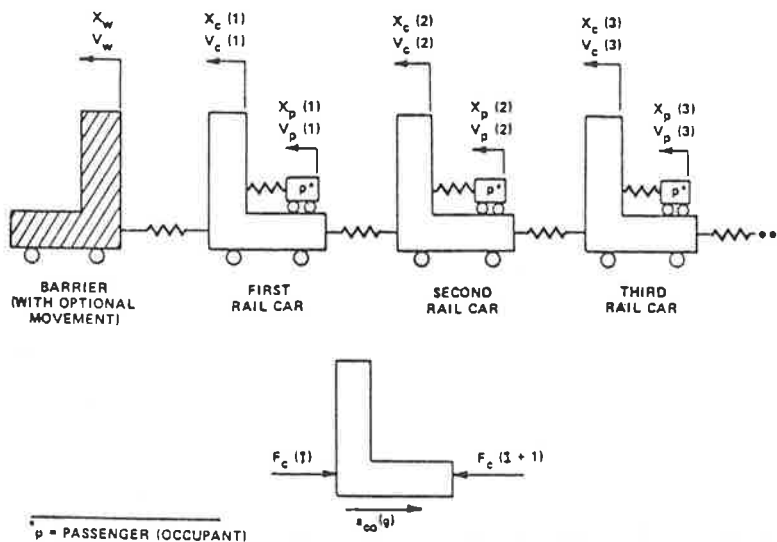 X_w
V_w
X_c (1)
V_c (1)
X_c (2)
V_c (2)
X_c (3)
V_c (3)
X_p (1)
V_p (1)
X_p (2)
V_p (2)
X_p (3)
V_p (3)
p*
p*
p*
BARRIER
(WITH OPTIONAL
MOVEMENT)
FIRST
RAIL CAR
SECOND
RAIL CAR
THIRD
RAIL CAR
F_c (I)
F_c (I + 1)
(g)
*p = PASSENGER (OCCUPANT)